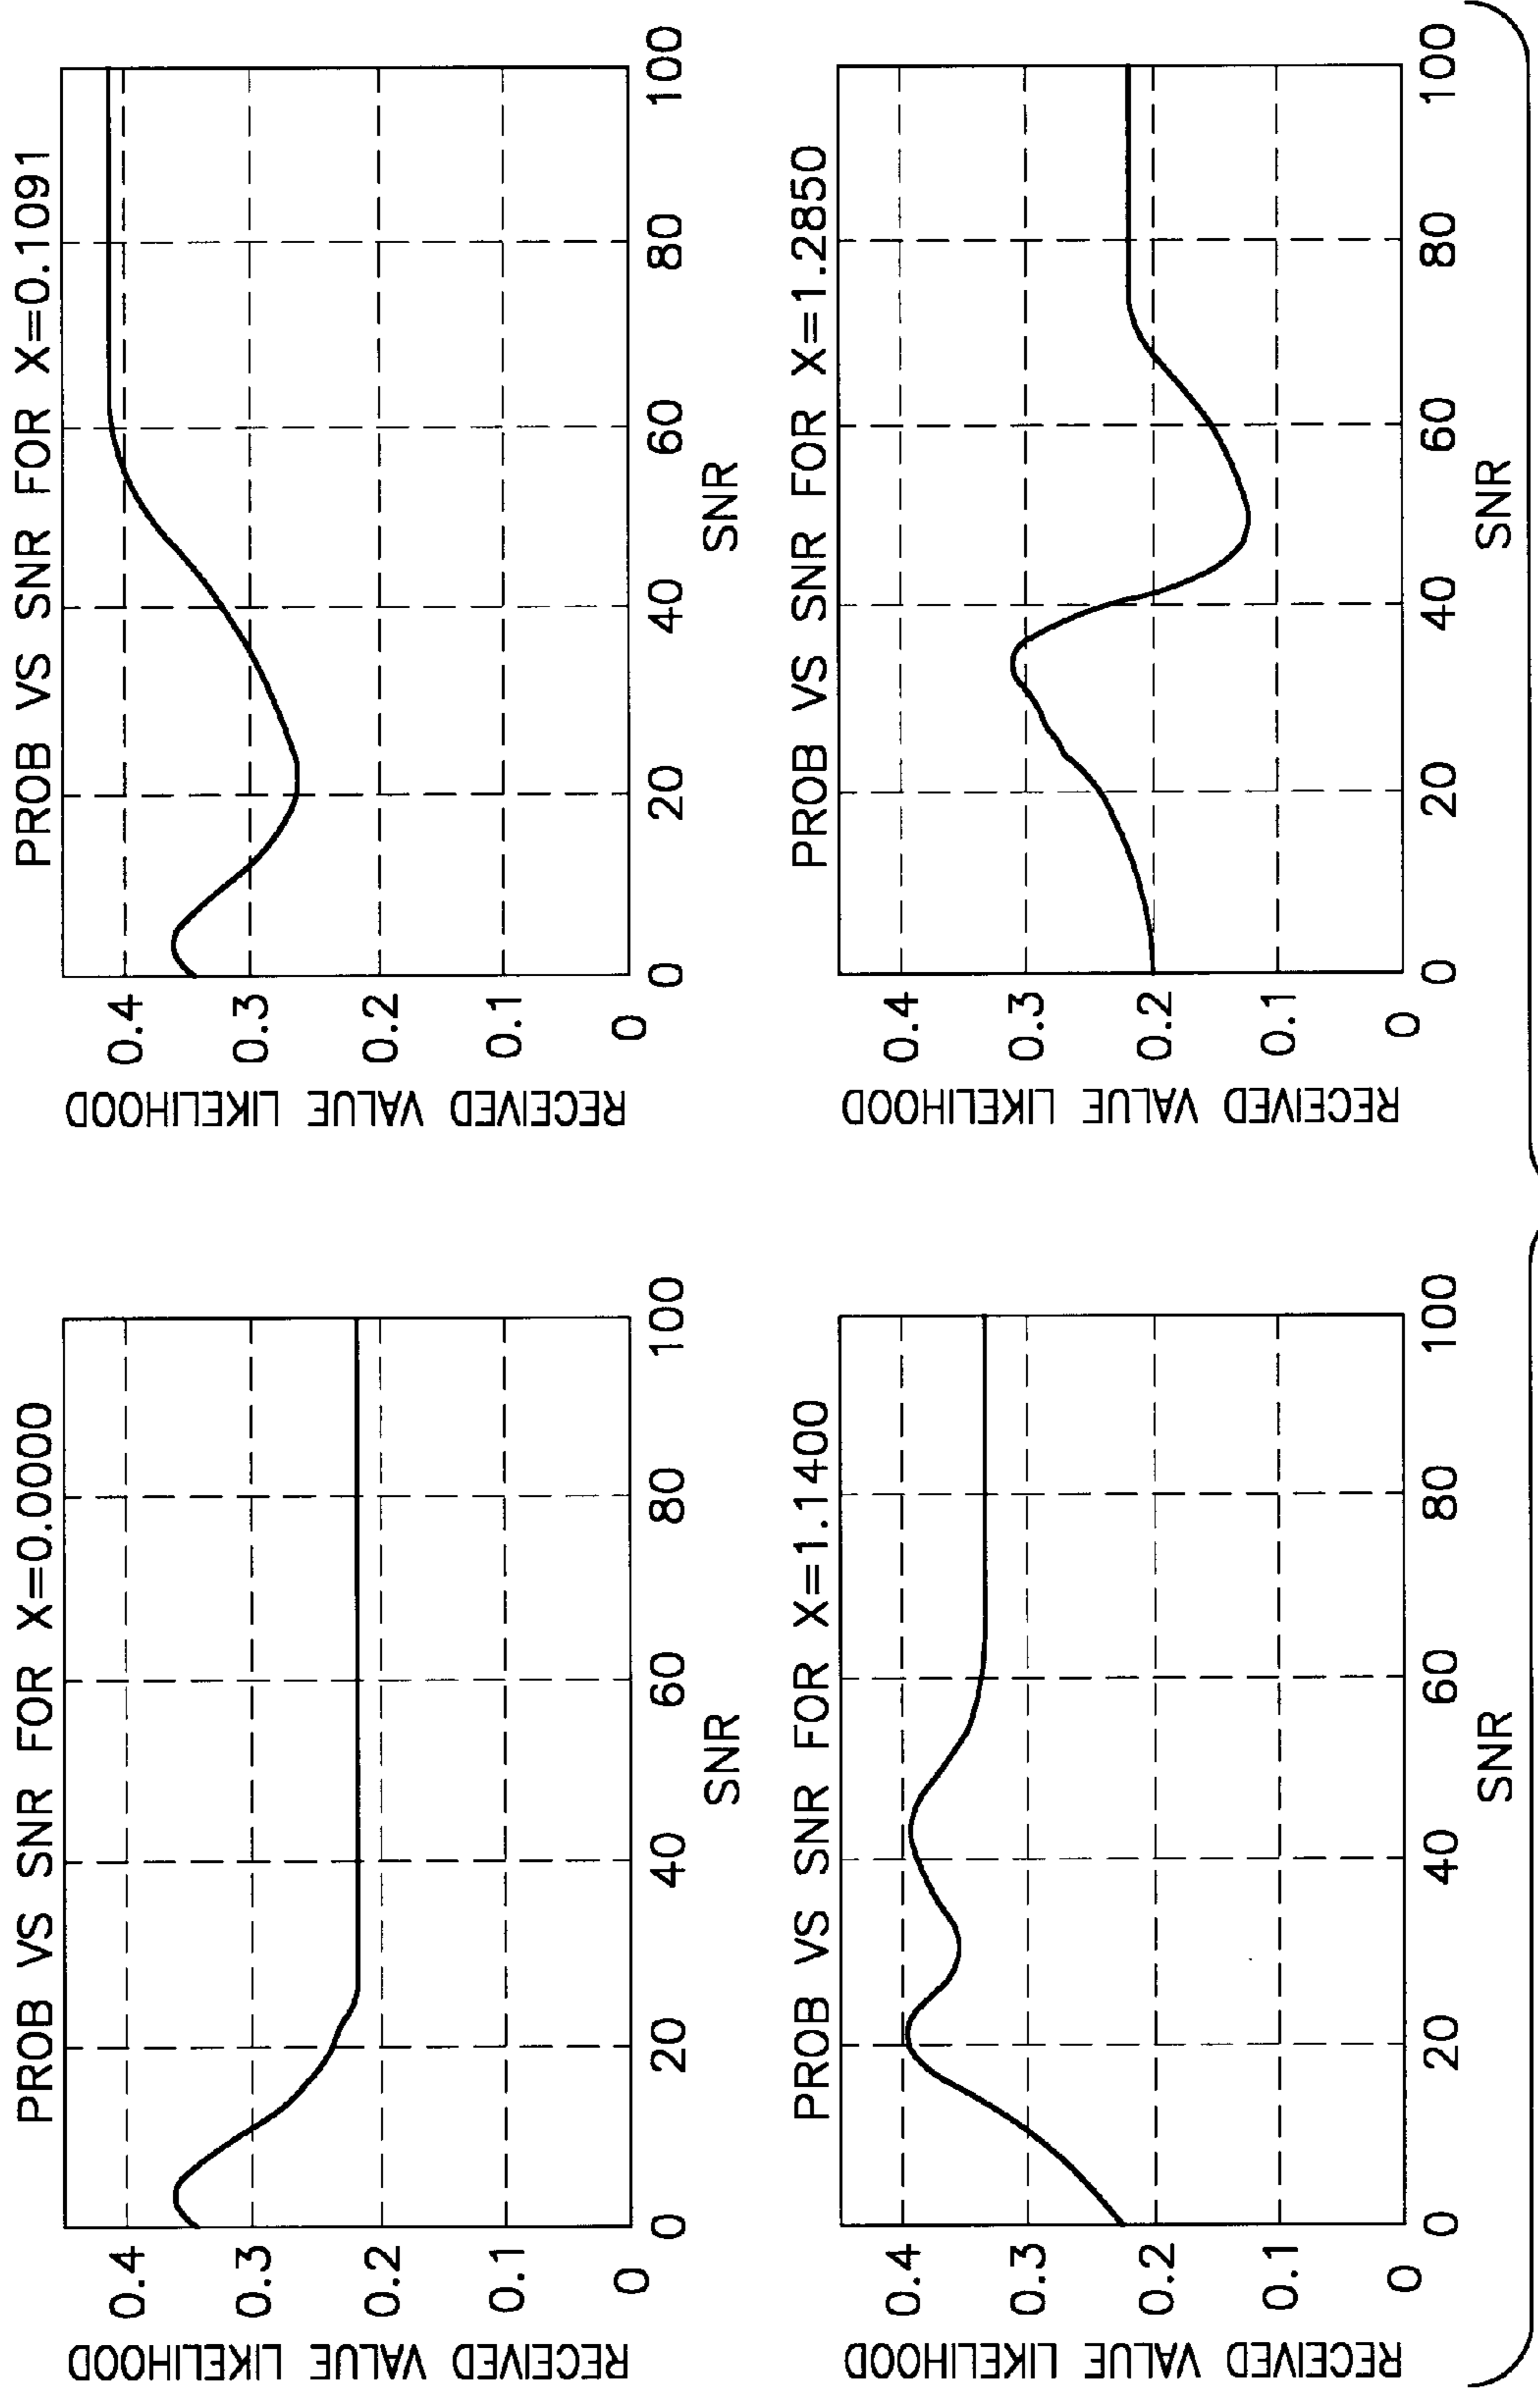 PROB VS SNR FOR X=0.0000
RECEIVED VALUE LIKELIHOOD
0.4
0.3
0.2
0.1
0
0 20 40 60 80 100
SNR
PROB VS SNR FOR X=0.1091
RECEIVED VALUE LIKELIHOOD
0.4
0.3
0.2
0.1
0
0 20 40 60 80 100
SNR
PROB VS SNR FOR X=1.1400
RECEIVED VALUE LIKELIHOOD
0.4
0.3
0.2
0.1
0
0 20 40 60 80 100
SNR
PROB VS SNR FOR X=1.2850
RECEIVED VALUE LIKELIHOOD
0.4
0.3
0.2
0.1
0
0 20 40 60 80 100
SNR